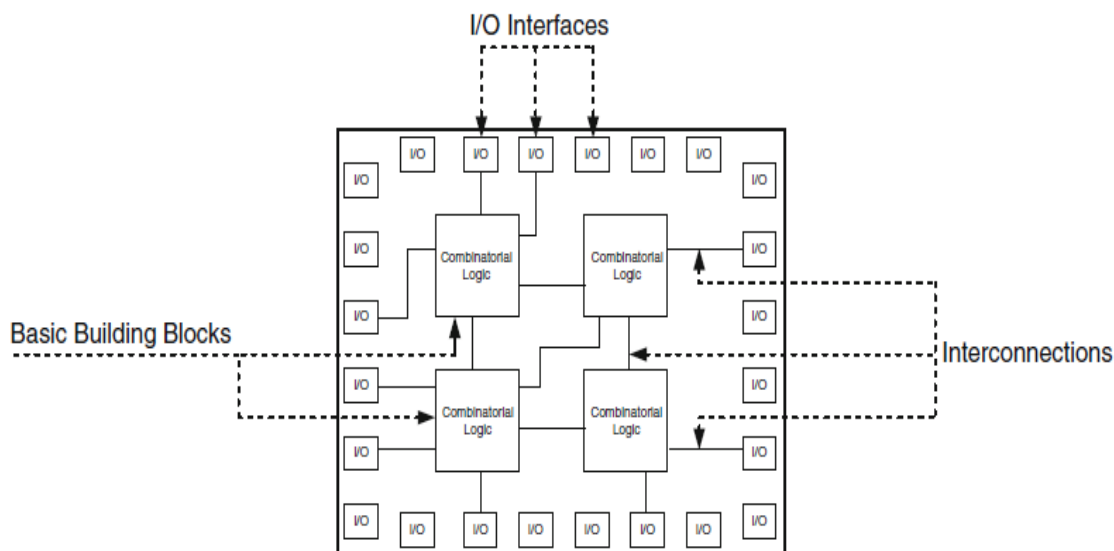 I/O Interfaces
I/O I/O I/O I/O I/O I/O
I/O I/O
I/O I/O
Combinatorial
Logic
Combinatorial
Logic
I/O I/O
Basic Building Blocks
Interconnections
I/O I/O
Combinatorial
Logic
Combinatorial
Logic
I/O I/O
I/O I/O
I/O I/O I/O I/O I/O I/O